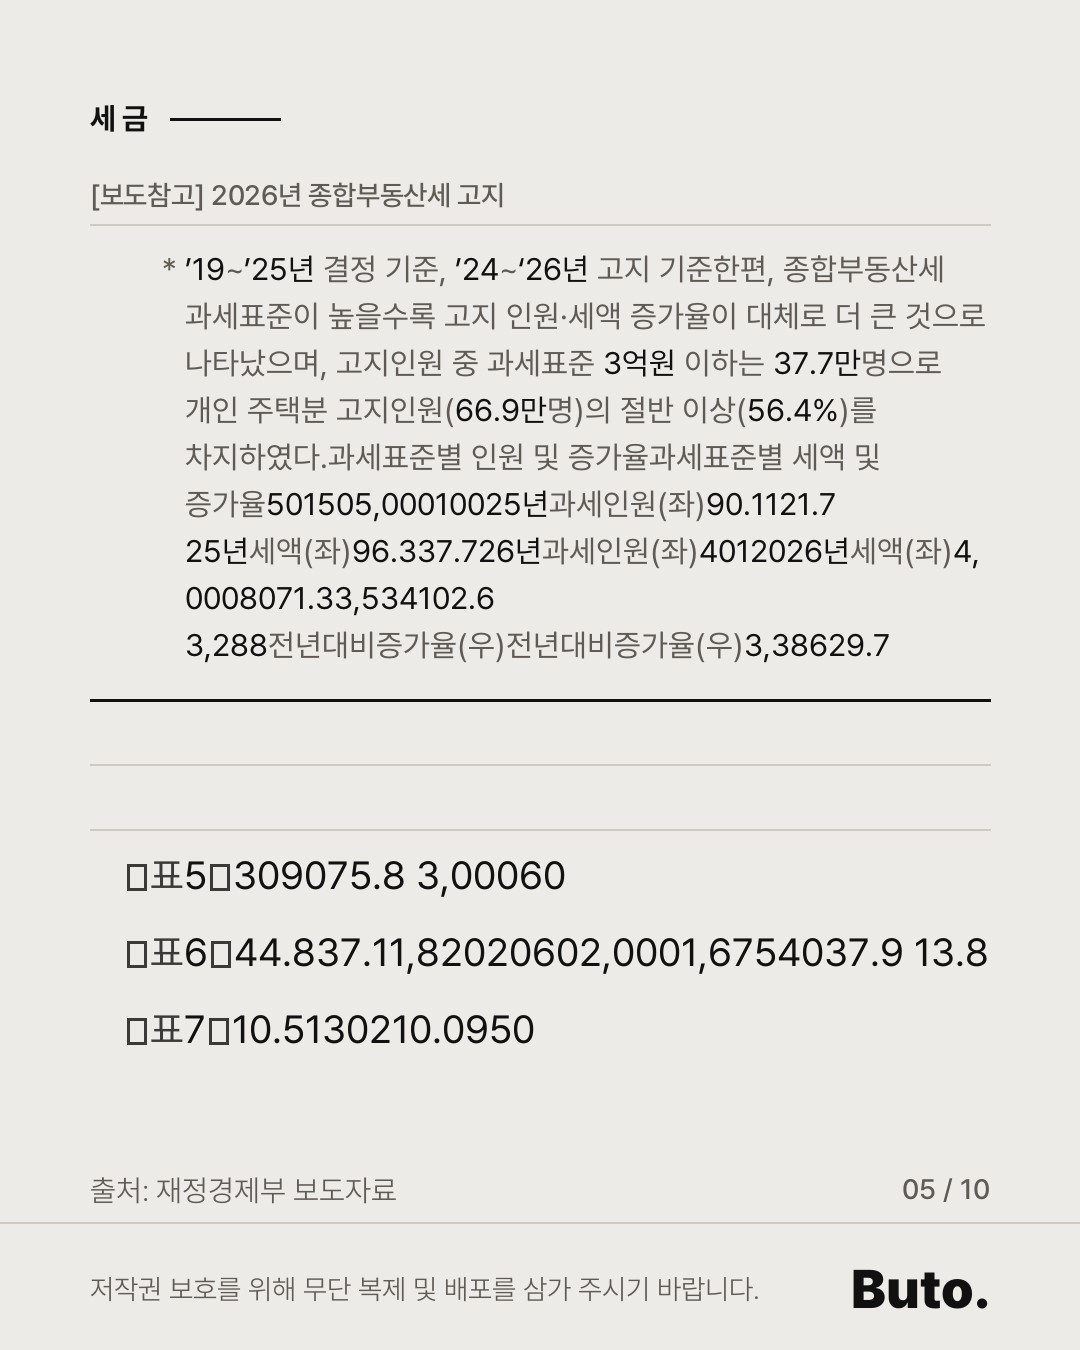 세금
[보도참고] 2026년 종합부동산세 고지
* ’19~’25년 결정 기준, ’24~‘26년 고지 기준한편, 종합부동산세
과세표준이 높을수록 고지 인원·세액 증가율이 대체로 더 큰 것으로
나타났으며, 고지인원 중 과세표준 3억원 이하는 37.7만명으로
개인 주택분 고지인원(66.9만명)의 절반 이상(56.4%)를
차지하였다.과세표준별 인원 및 증가율과세표준별 세액 및
증가율501505,00010025년과세인원(좌)90.1121.7
25년세액(좌)96.337.726년과세인원(좌)4012026년세액(좌)4,
0008071.33,534102.6
3,288전년대비증가율(우)전년대비증가율(우)3,38629.7
▯표5▯309075.8 3,00060
▯표6▯44.837.11,82020602,0001,6754037.9 13.8
▯표7▯10.5130210.0950
출처: 재정경제부 보도자료
05 / 10
저작권 보호를 위해 무단 복제 및 배포를 삼가 주시기 바랍니다.
Buto.